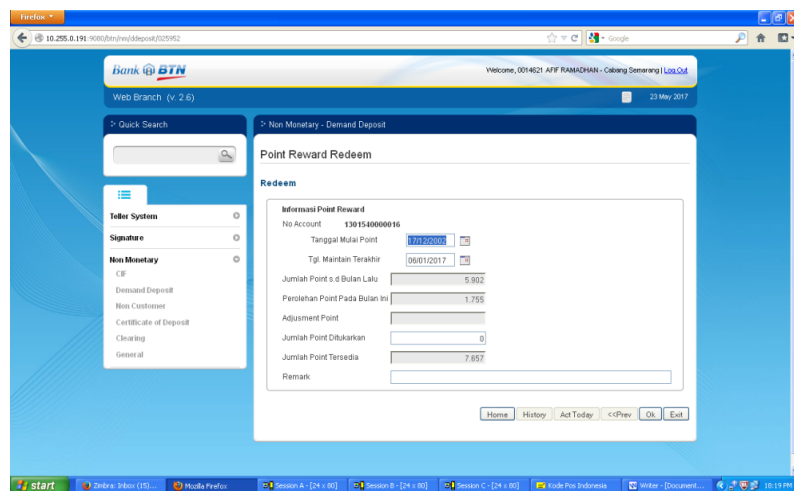 Firefox
10.255.0.191:9080/btn/nm/ddeposit/025952
Google
Bank BTN
Welcome, 0014621 AFIF RAMADHAN - Cabang Semarang | Log Out
Web Branch (v. 2.6)
23 May 2017
Quick Search
Non Monetary - Demand Deposit
Point Reward Redeem
Redeem
Teller System
Signature
Non Monetary
CIF
Demand Deposit
Non Customer
Certificate of Deposit
Clearing
General
Informasi Point Reward
No Account 1301540000016
Tanggal Mulai Point 17/12/2002
Tgl. Maintain Terakhir 06/01/2017
Jumlah Point s.d Bulan Lalu 5.902
Perolehan Point Pada Bulan Ini 1.755
Adjusment Point
Jumlah Point Ditukarkan 0
Jumlah Point Tersedia 7.657
Remark
Home History Act Today <<Prev Ok Exit
start Zimbra: Inbox (15)... Mozilla Firefox Session A - [24 x 80] Session B - [24 x 80] Session C - [24 x 80] Kode Pos Indonesia Writer - [Document... 10:19 PM